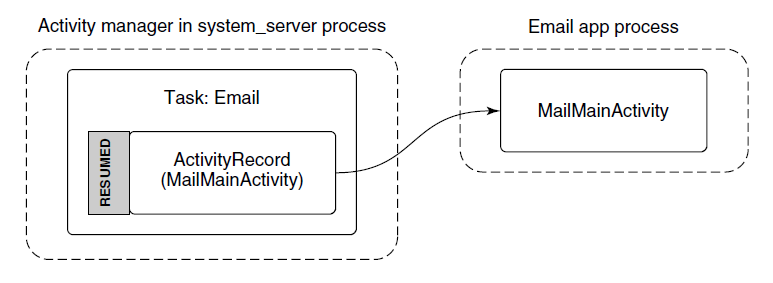 Activity manager in system_server process
Email app process
Task: Email
MailMainActivity
RESUMED
ActivityRecord
(MailMainActivity)